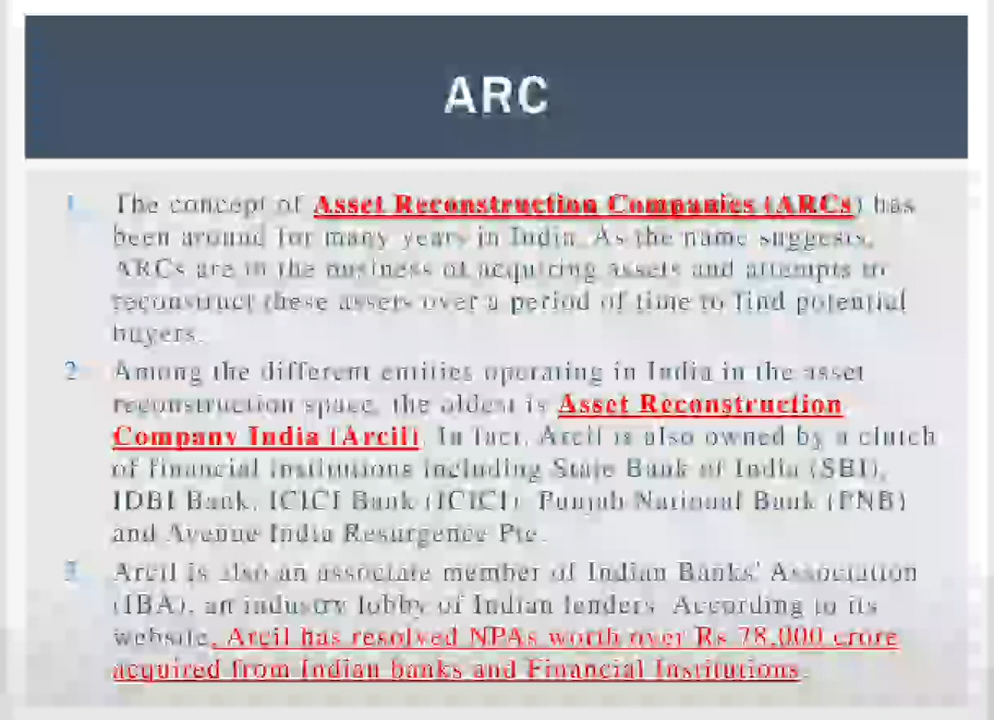 ARC
1. The concept of Asset Reconstruction Companies (ARCs) has
been around for many years in India. As the name suggests,
ARCs are in the business of acquiring assets and attempts to
reconstruct these assets over a period of time to find potential
buyers.
2. Among the different entities operating in India in the asset
reconstruction space, the oldest is Asset Reconstruction
Company India (Arcil). In fact, Arcil is also owned by a clutch
of financial institutions including State Bank of India (SBI),
IDBI Bank, ICICI Bank (ICICI), Punjab National Bank (PNB)
and Avenue India Resurgence Pte.
3. Arcil is also an associate member of Indian Banks' Association
(IBA), an industry lobby of Indian lenders. According to its
website, Arcil has resolved NPAs worth over Rs 78,000 crore
acquired from Indian banks and Financial Institutions.